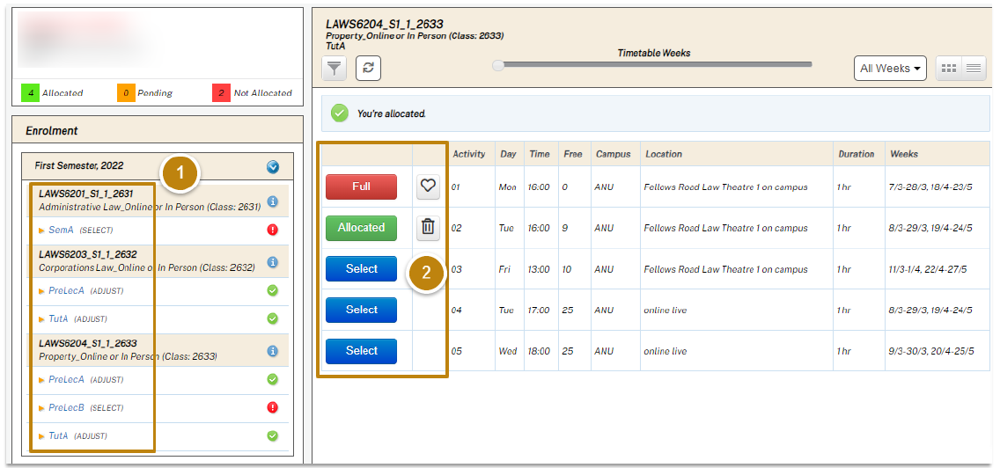 4 Allocated 0 Pending 2 Not Allocated
Enrolment
First Semester, 2022
1
LAWS6201_S1_1_2631
Administrative Law_Online or In Person (Class: 2631)
SemA (SELECT)
LAWS6203_S1_1_2632
Corporations Law_Online or In Person (Class: 2632)
PreLecA (ADJUST)
TutA (ADJUST)
LAWS6204_S1_1_2633
Property_Online or In Person (Class: 2633)
PreLecA (ADJUST)
PreLecB (SELECT)
TutA (ADJUST)
LAWS6204_S1_1_2633
Property_Online or In Person (Class: 2633)
TutA
Timetable Weeks
All Weeks
You're allocated.
Activity Day Time Free Campus Location Duration Weeks
Full 01 Mon 16:00 0 ANU Fellows Road Law Theatre 1 on campus 1 hr 7/3-28/3, 18/4-23/5
Allocated 02 Tue 16:00 9 ANU Fellows Road Law Theatre 1 on campus 1 hr 8/3-29/3, 19/4-24/5
Select 03 Fri 13:00 10 ANU Fellows Road Law Theatre 1 on campus 1 hr 11/3-1/4, 22/4-27/5
2
Select 04 Tue 17:00 25 ANU online live 1 hr 8/3-29/3, 19/4-24/5
Select 05 Wed 18:00 25 ANU online live 1 hr 9/3-30/3, 20/4-25/5